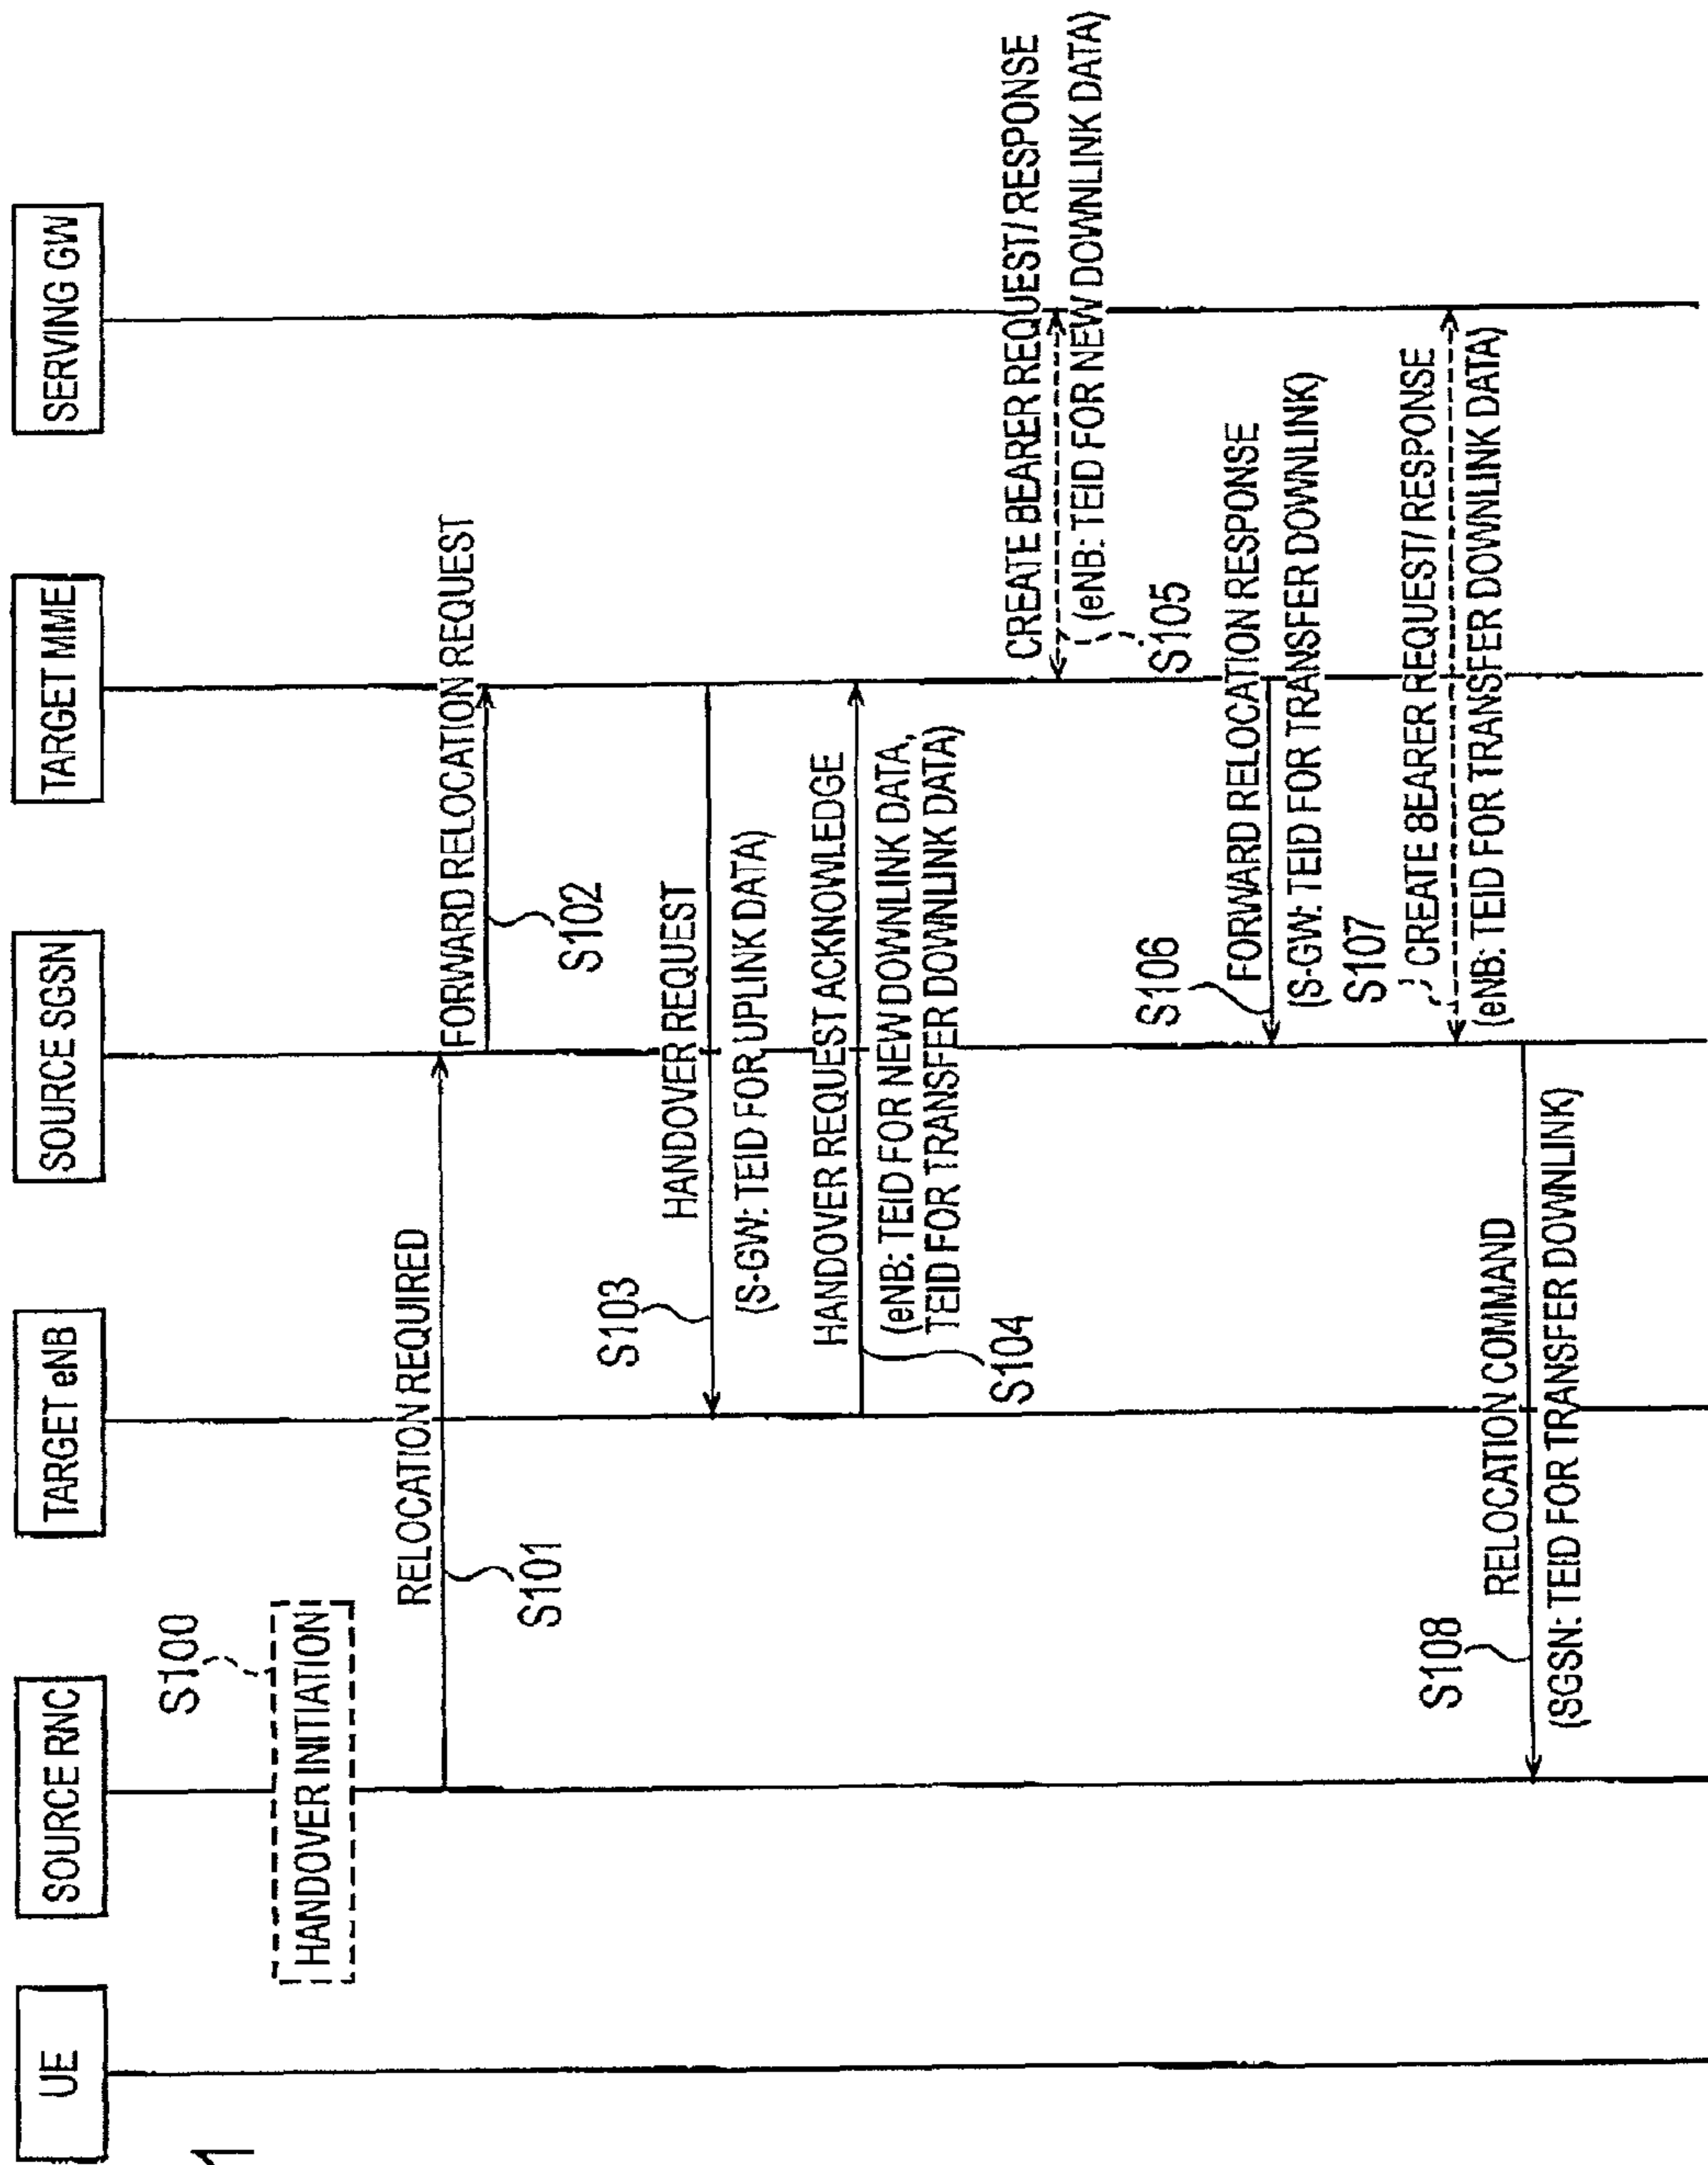 1
UE
SOURCE RNC
TARGET eNB
SOURCE SGSN
TARGET MME
SERVING GW
S100
HANDOVER INITIATION
RELOCATION REQUIRED
S101
FORWARD RELOCATION REQUEST
S102
HANDOVER REQUEST
S103
(S-GW: TEID FOR UPLINK DATA)
HANDOVER REQUEST ACKNOWLEDGE
(eNB: TEID FOR NEW DOWNLINK DATA,
TEID FOR TRANSFER DOWNLINK DATA)
S104
CREATE BEARER REQUEST/ RESPONSE
(eNB: TEID FOR NEW DOWNLINK DATA)
S105
FORWARD RELOCATION RESPONSE
S106
(S-GW: TEID FOR TRANSFER DOWNLINK)
S107
CREATE BEARER REQUEST/ RESPONSE
(eNB: TEID FOR TRANSFER DOWNLINK DATA)
RELOCATION COMMAND
S108
(SGSN: TEID FOR TRANSFER DOWNLINK)